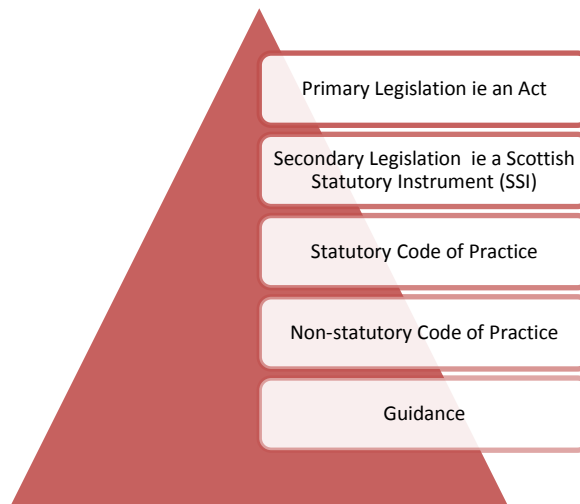 Primary Legislation ie an Act
Secondary Legislation ie a Scottish
Statutory Instrument (SSI)
Statutory Code of Practice
Non-statutory Code of Practice
Guidance